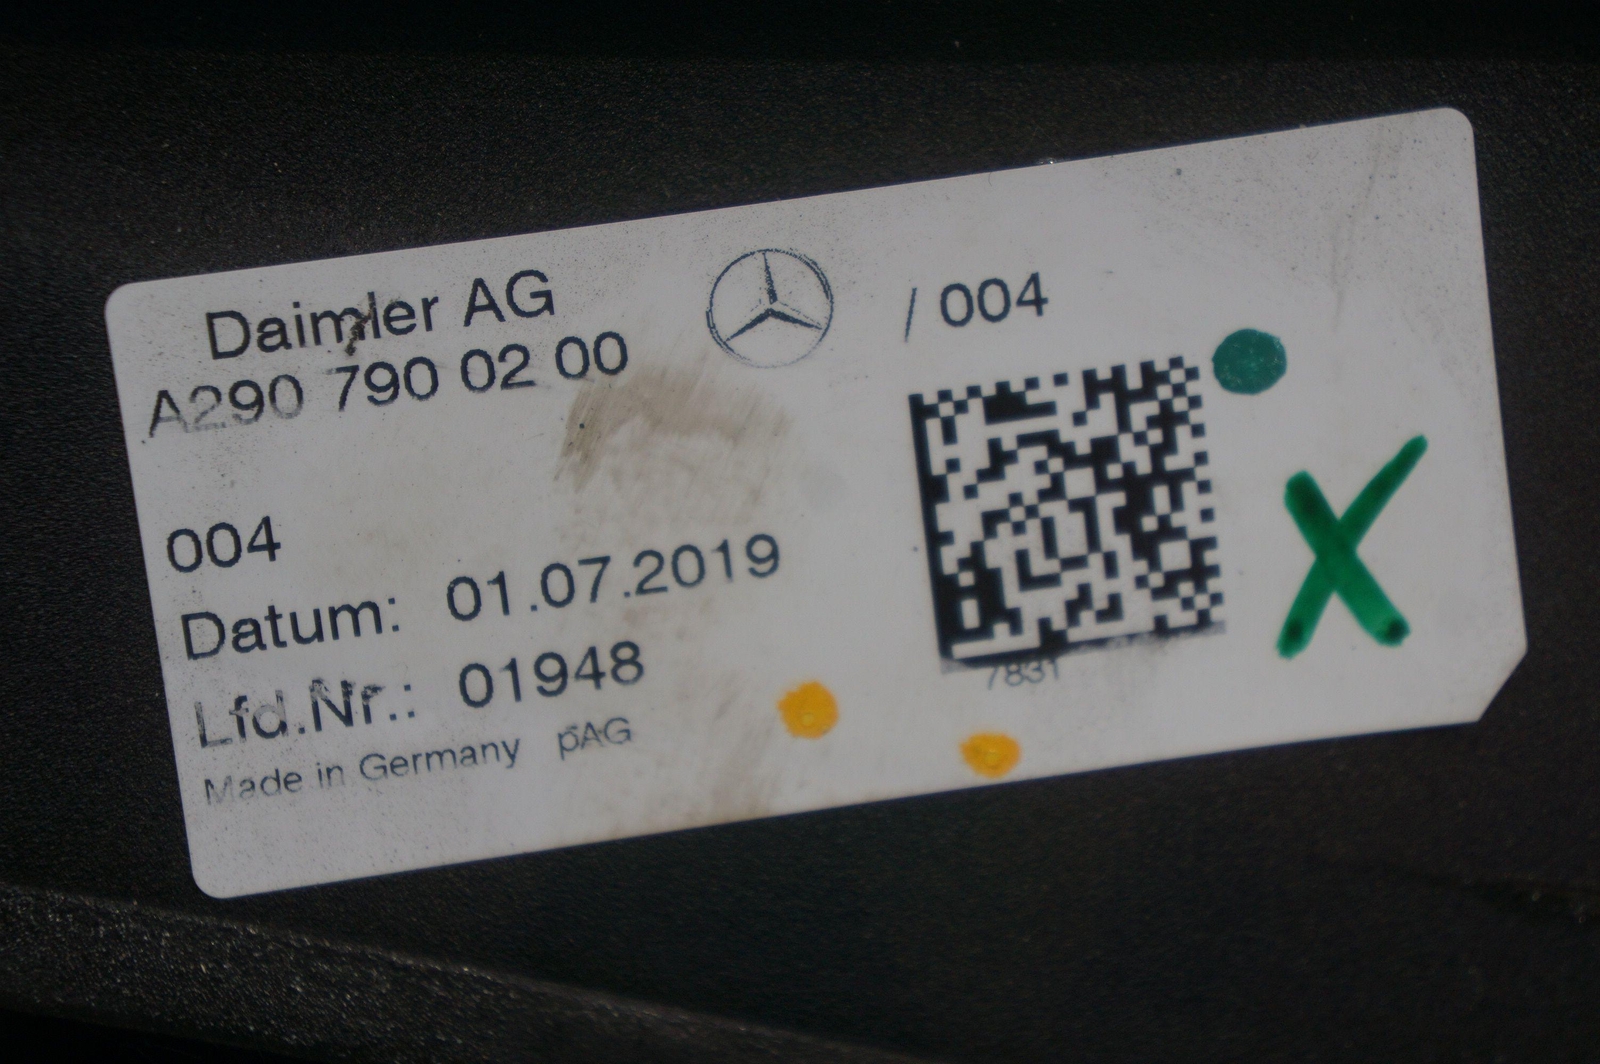 Daimler AG
/ 004
A290 790 02 00
004
Datum: 01.07.2019
Lfd.Nr.: 01948
7831
Made in Germany pAG
X